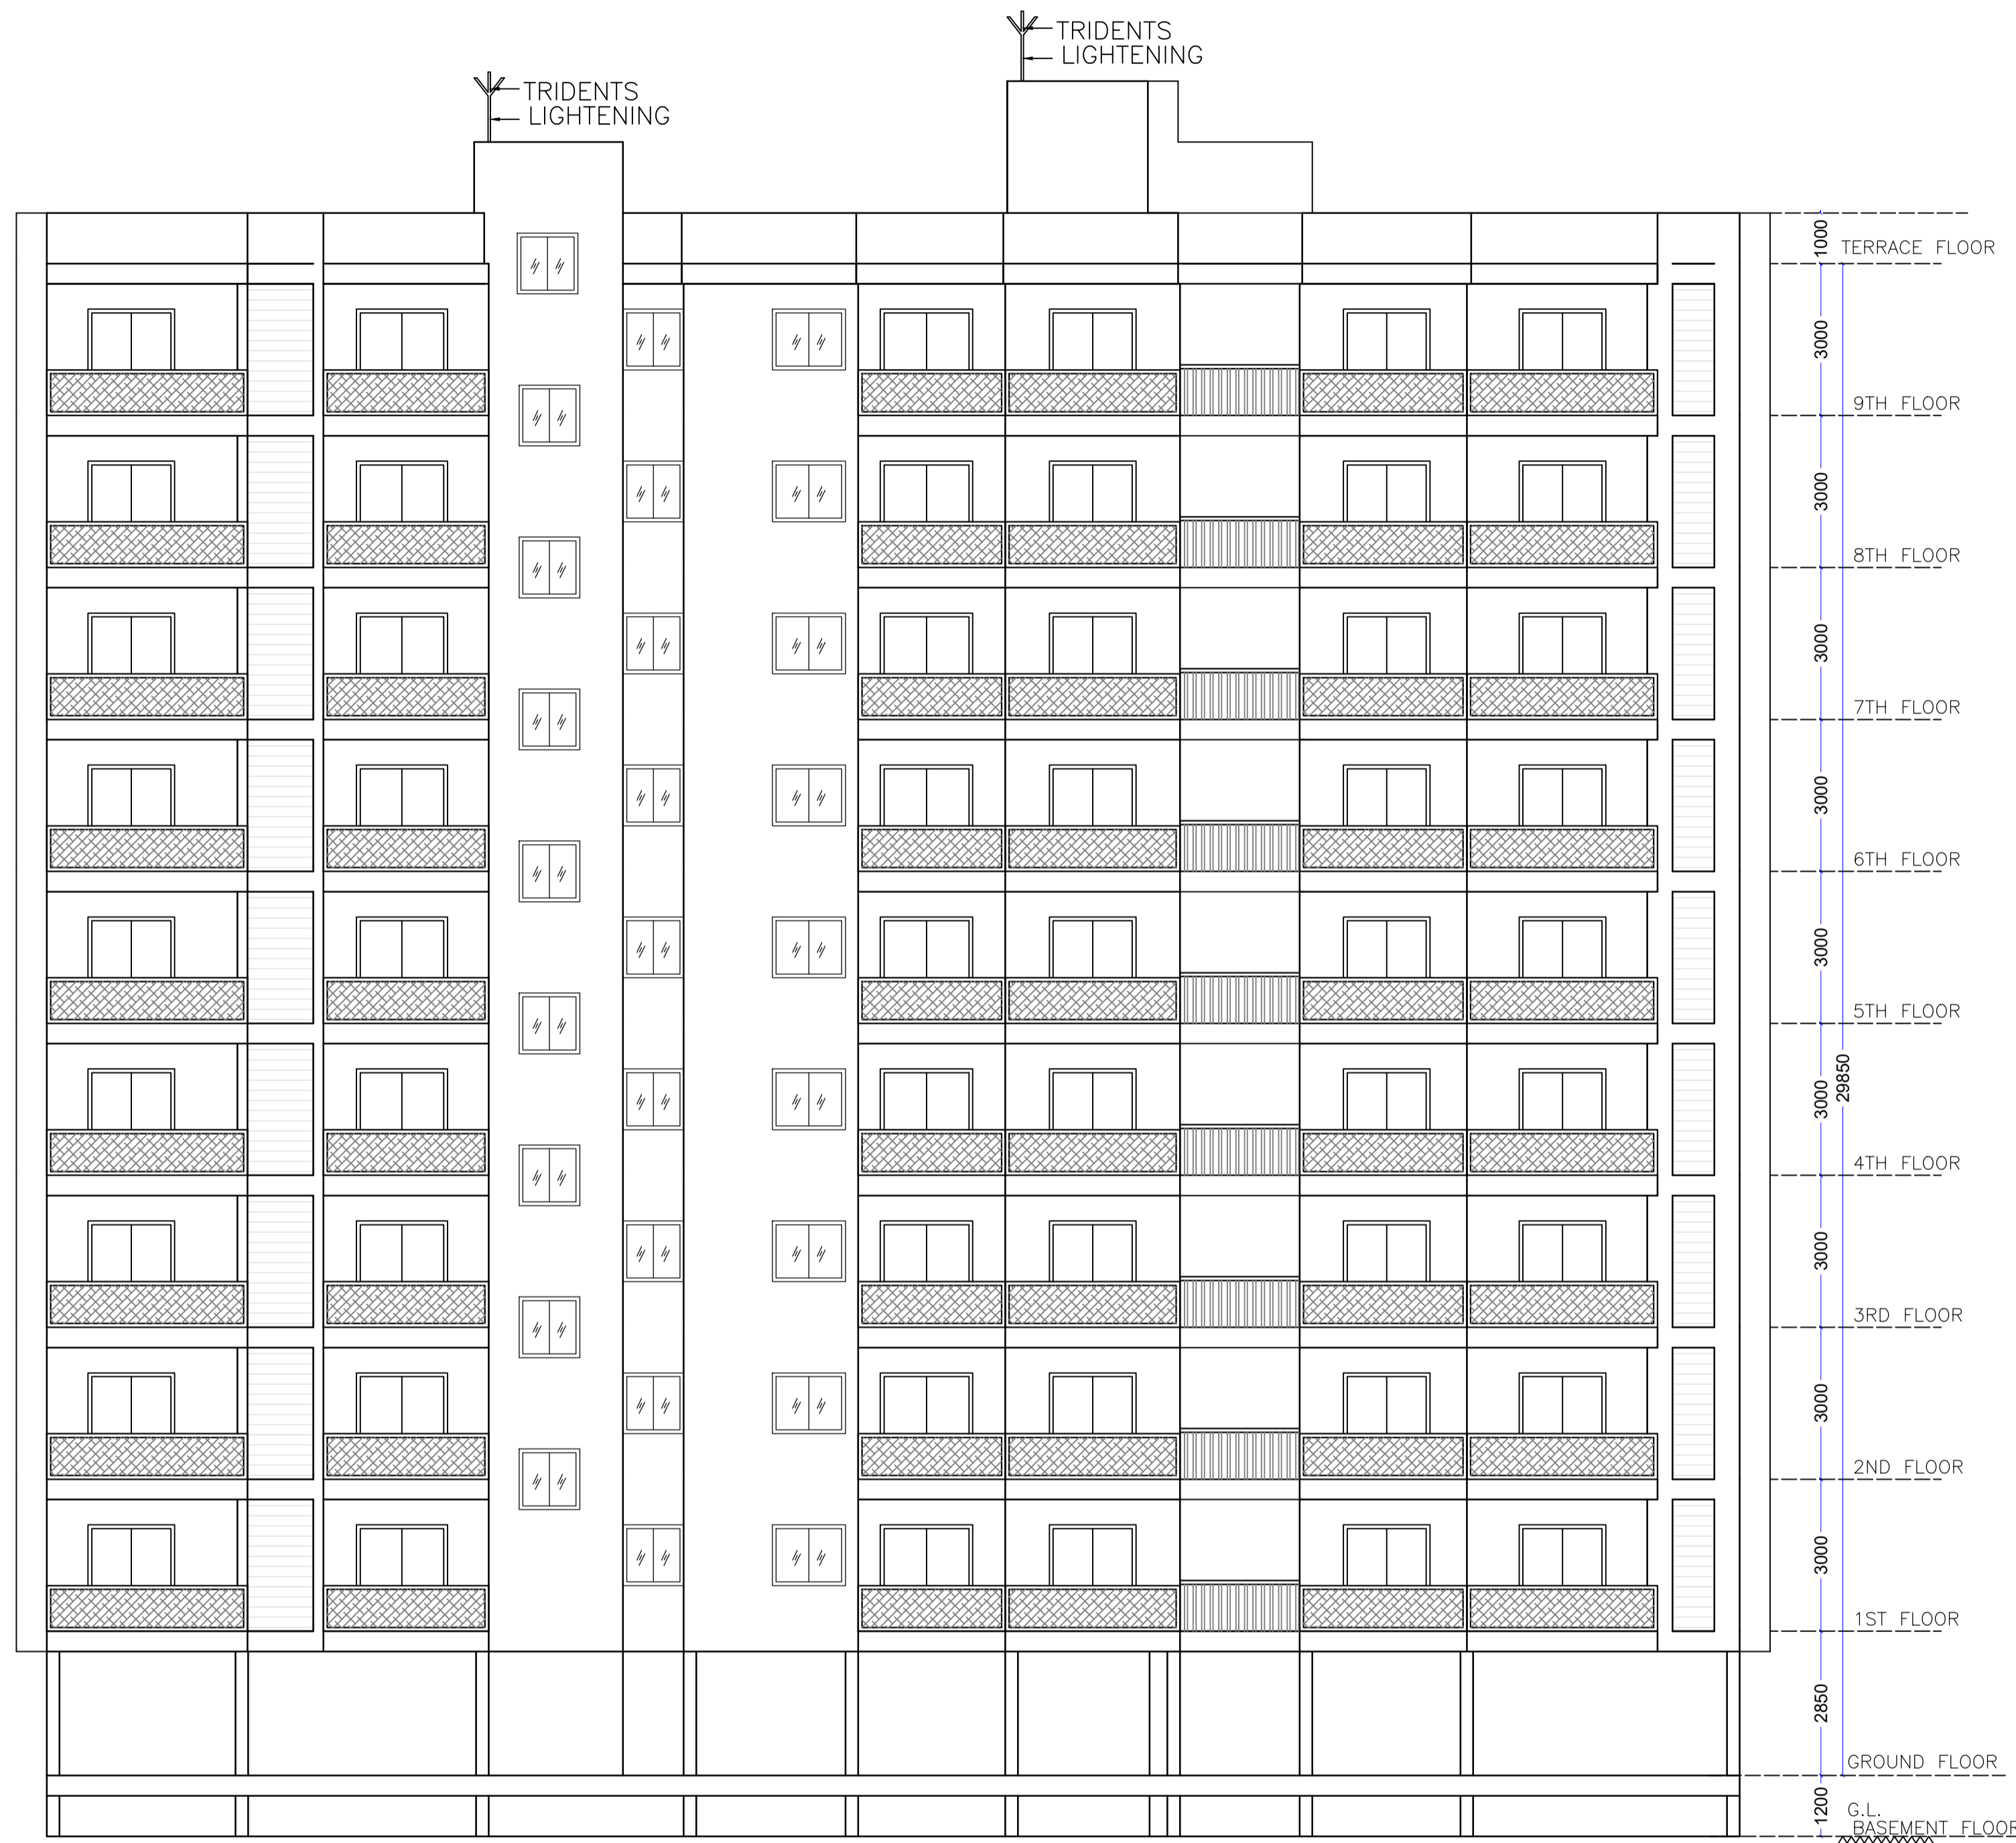 TRIDENTS
LIGHTENING
TRIDENTS
LIGHTENING
1000
TERRACE FLOOR
3000
9TH FLOOR
3000
8TH FLOOR
3000
7TH FLOOR
3000
6TH FLOOR
3000
5TH FLOOR
3000
29850
4TH FLOOR
3000
3RD FLOOR
3000
2ND FLOOR
3000
1ST FLOOR
2850
GROUND FLOOR
1200
G.L.
BASEMENT FLOOR